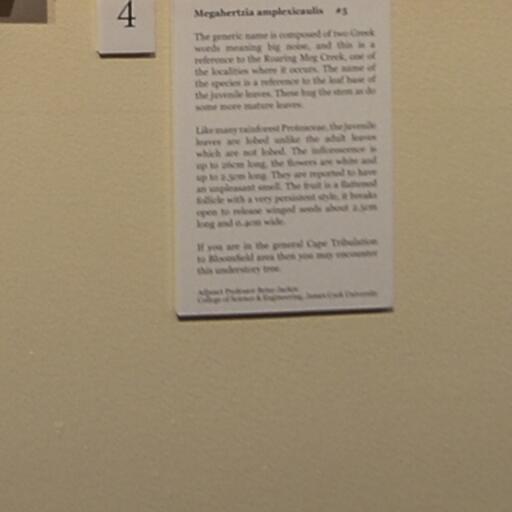 4
Megahertzia amplexicaulis #5
The generic name is composed of two Greek
words meaning big noise, and this is a
reference to the Roaring Meg Creek, one of
the localities where it occurs. The name of
the species is a reference to the leaf base of
the juvenile leaves. These hug the stem as do
some more mature leaves.
Like many rainforest Proteaceae, the juvenile
leaves are lobed unlike the adult leaves
which are not lobed. The inflorescence is
up to 26cm long, the flowers are white and
up to 2.5cm long. They are reported to have
an unpleasant smell. The fruit is a flattened
follicle with a very persistent style, it breaks
open to release winged seeds about 2.5cm
long and 0.4cm wide.
If you are in the general Cape Tribulation
to Bloomfield area then you may encounter
this understory tree.
Adjunct Professor Betsy Jackes
College of Science & Engineering, James Cook University